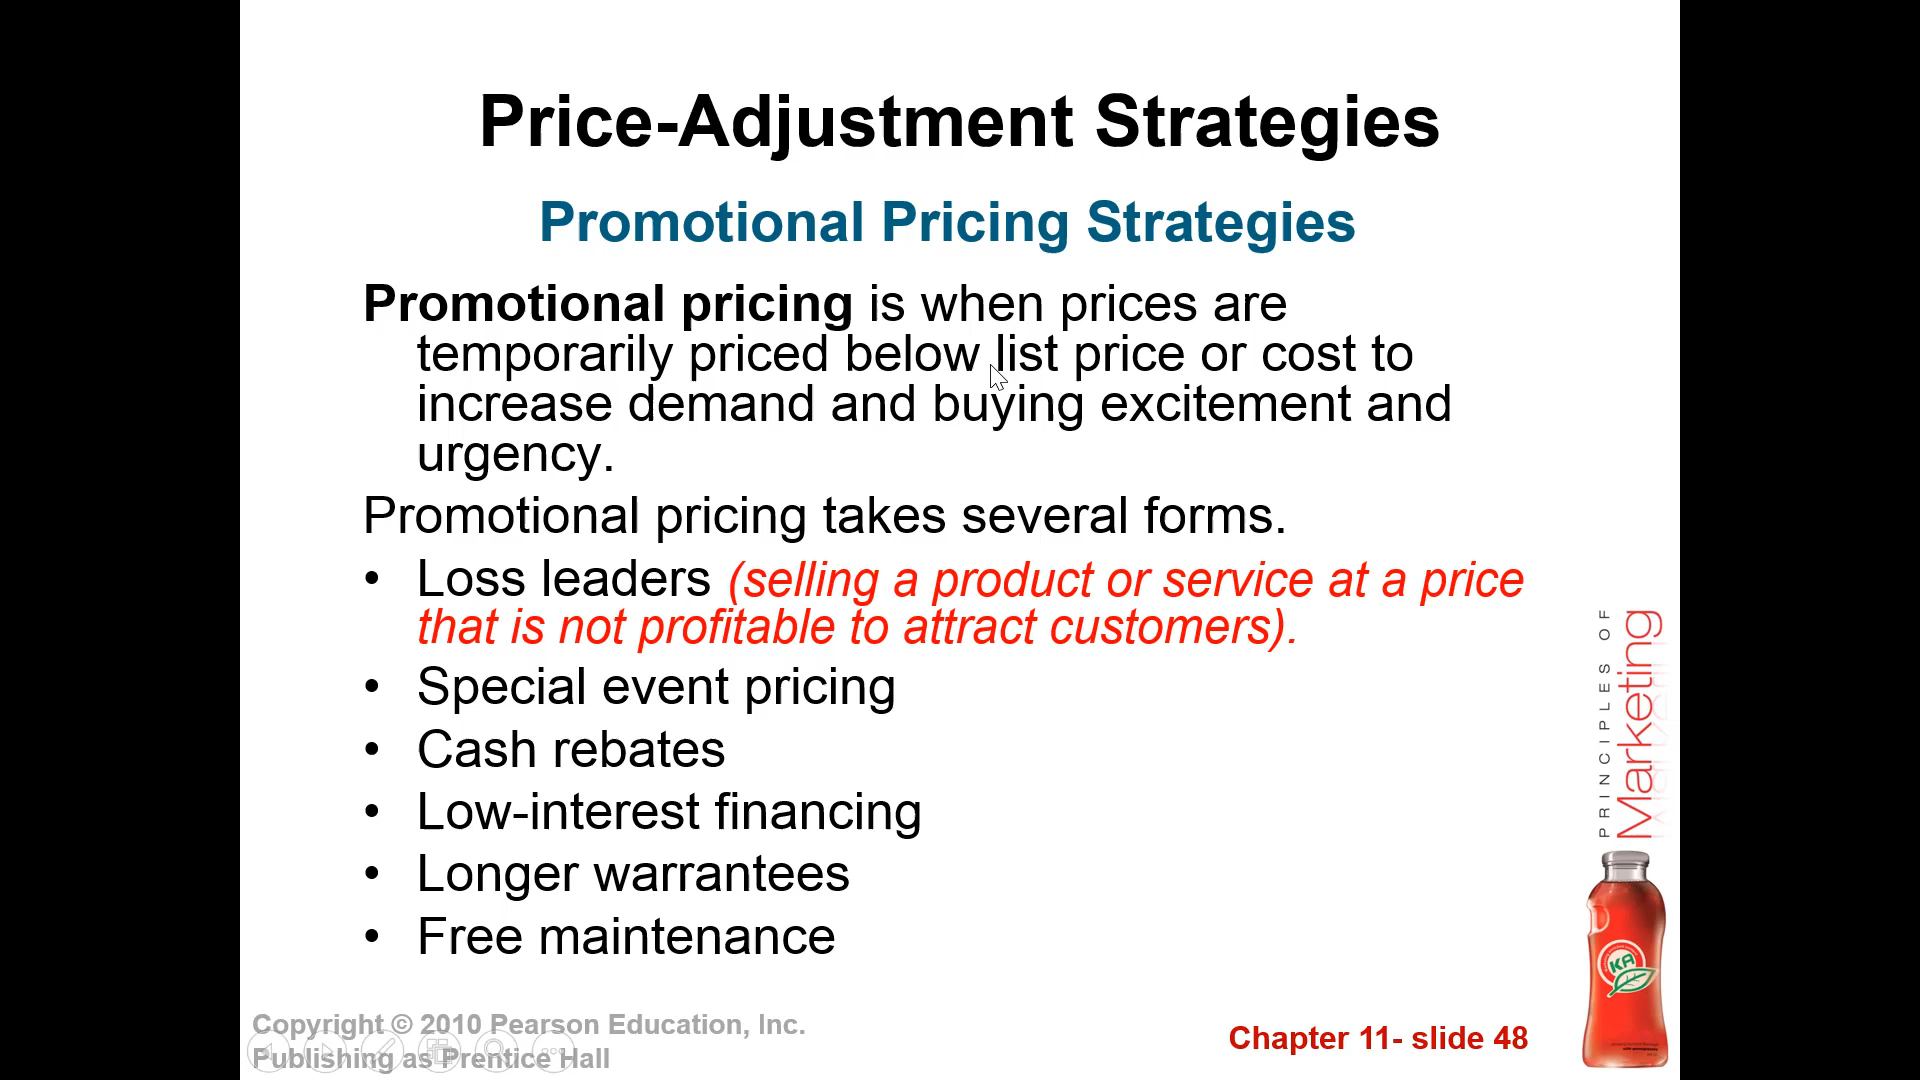 Price-Adjustment Strategies
Promotional Pricing Strategies
Promotional pricing is when prices are
temporarily priced below list price or cost to
increase demand and buying excitement and
urgency.
Promotional pricing takes several forms.
• Loss leaders (selling a product or service at a price
that is not profitable to attract customers).
• Special event pricing
• Cash rebates
• Low-interest financing
• Longer warrantees
• Free maintenance
PRINCIPLES OF
Marketing
KA
Copyright © 2010 Pearson Education, Inc.
Publishing as Prentice Hall
Chapter 11- slide 48